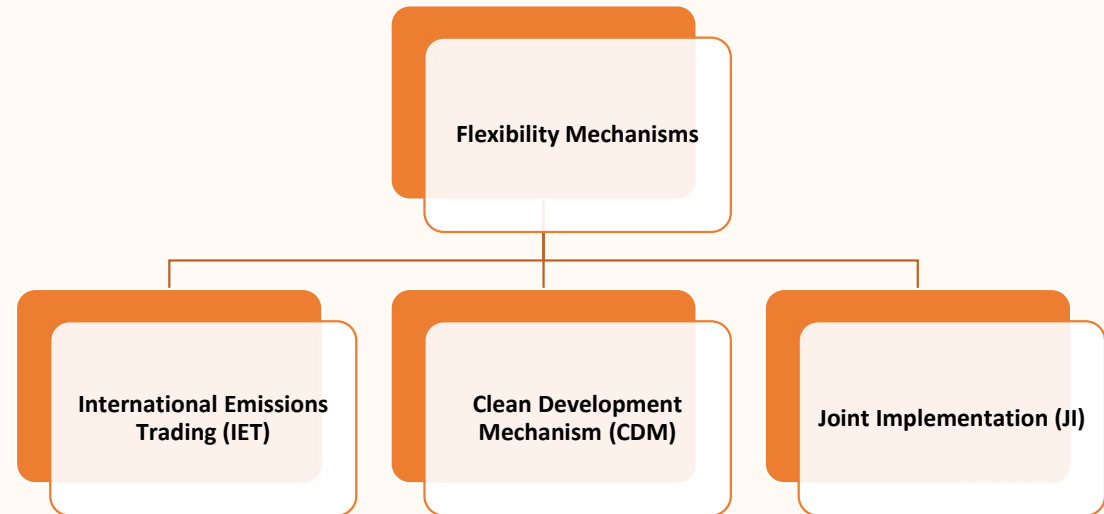 Flexibility Mechanisms
International Emissions
Trading (IET)
Clean Development
Mechanism (CDM)
Joint Implementation (JI)